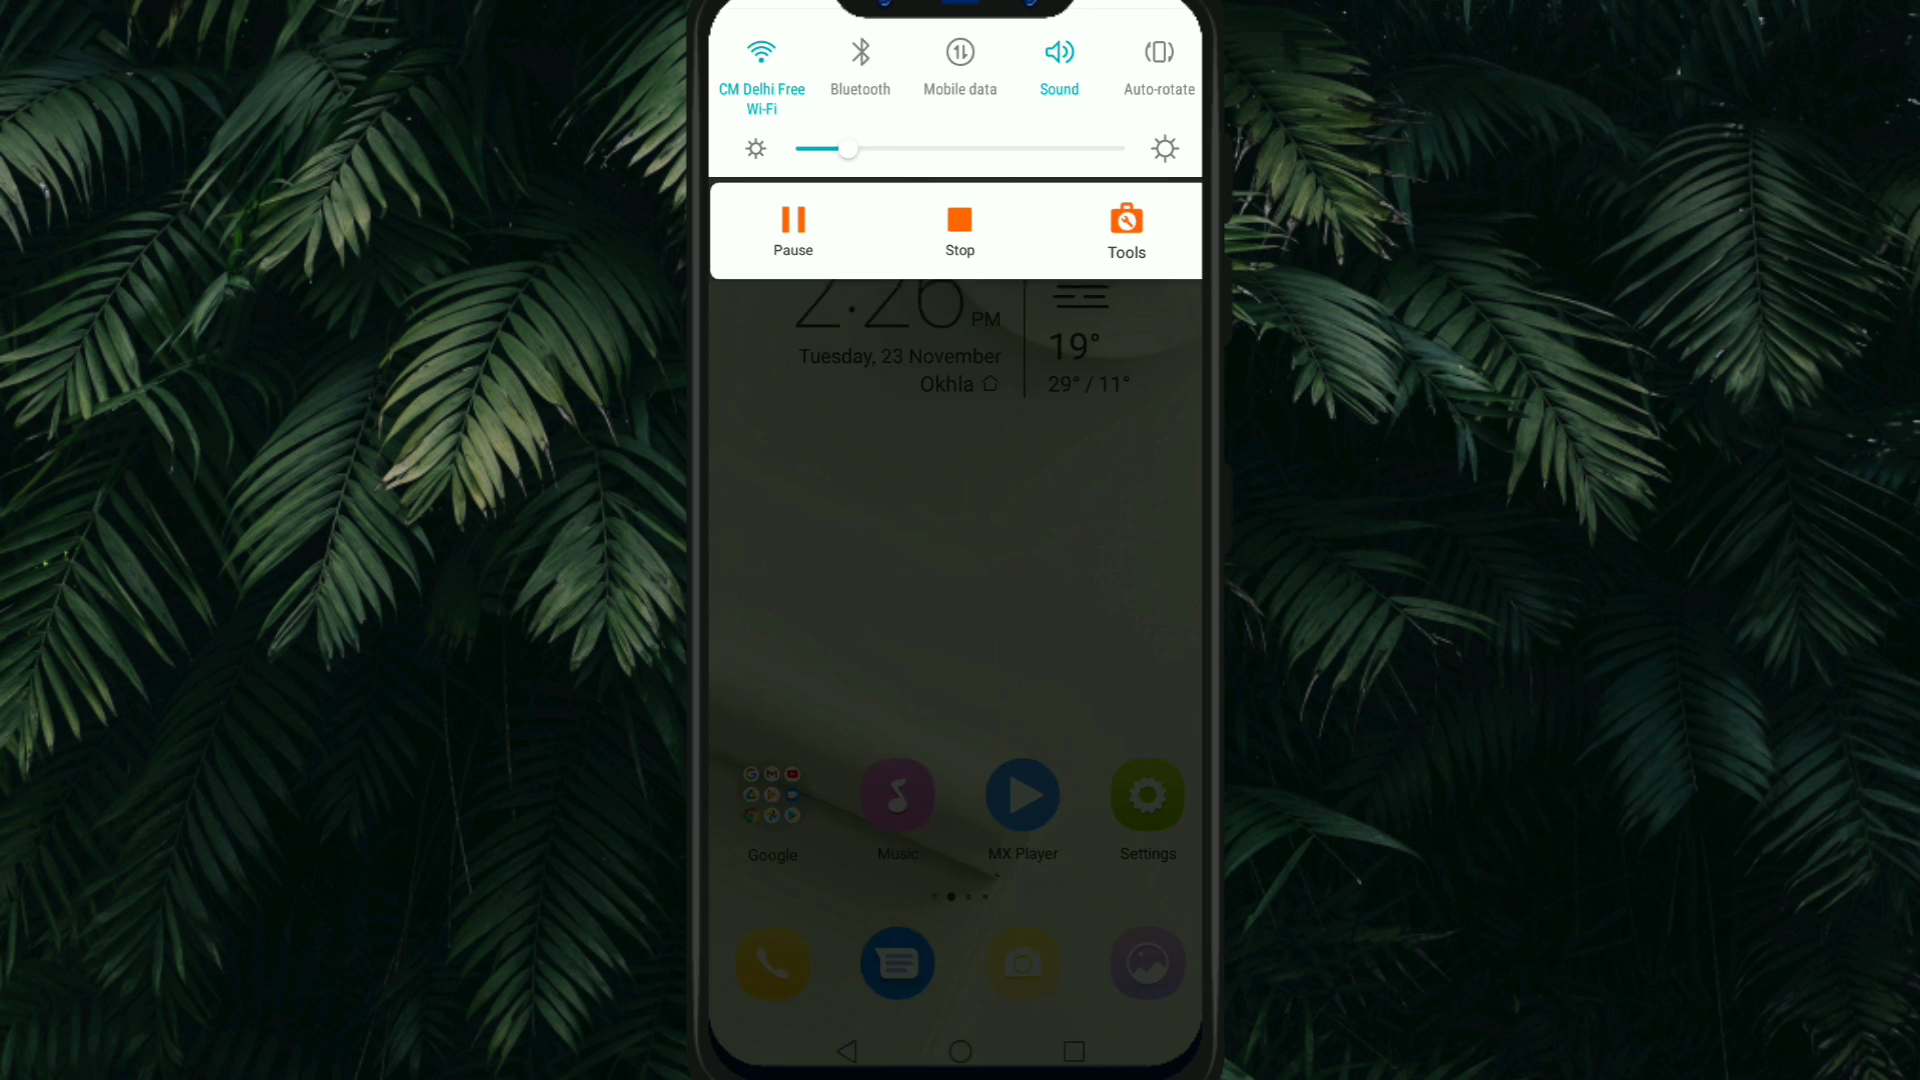 CM Delhi Free
Wi-Fi
Bluetooth
Mobile data
Sound
Auto-rotate
Pause
Stop
Tools
2:26 PM
19°
Tuesday, 23 November
Okhla
29° / 11°
Google
Music
MX Player
Settings